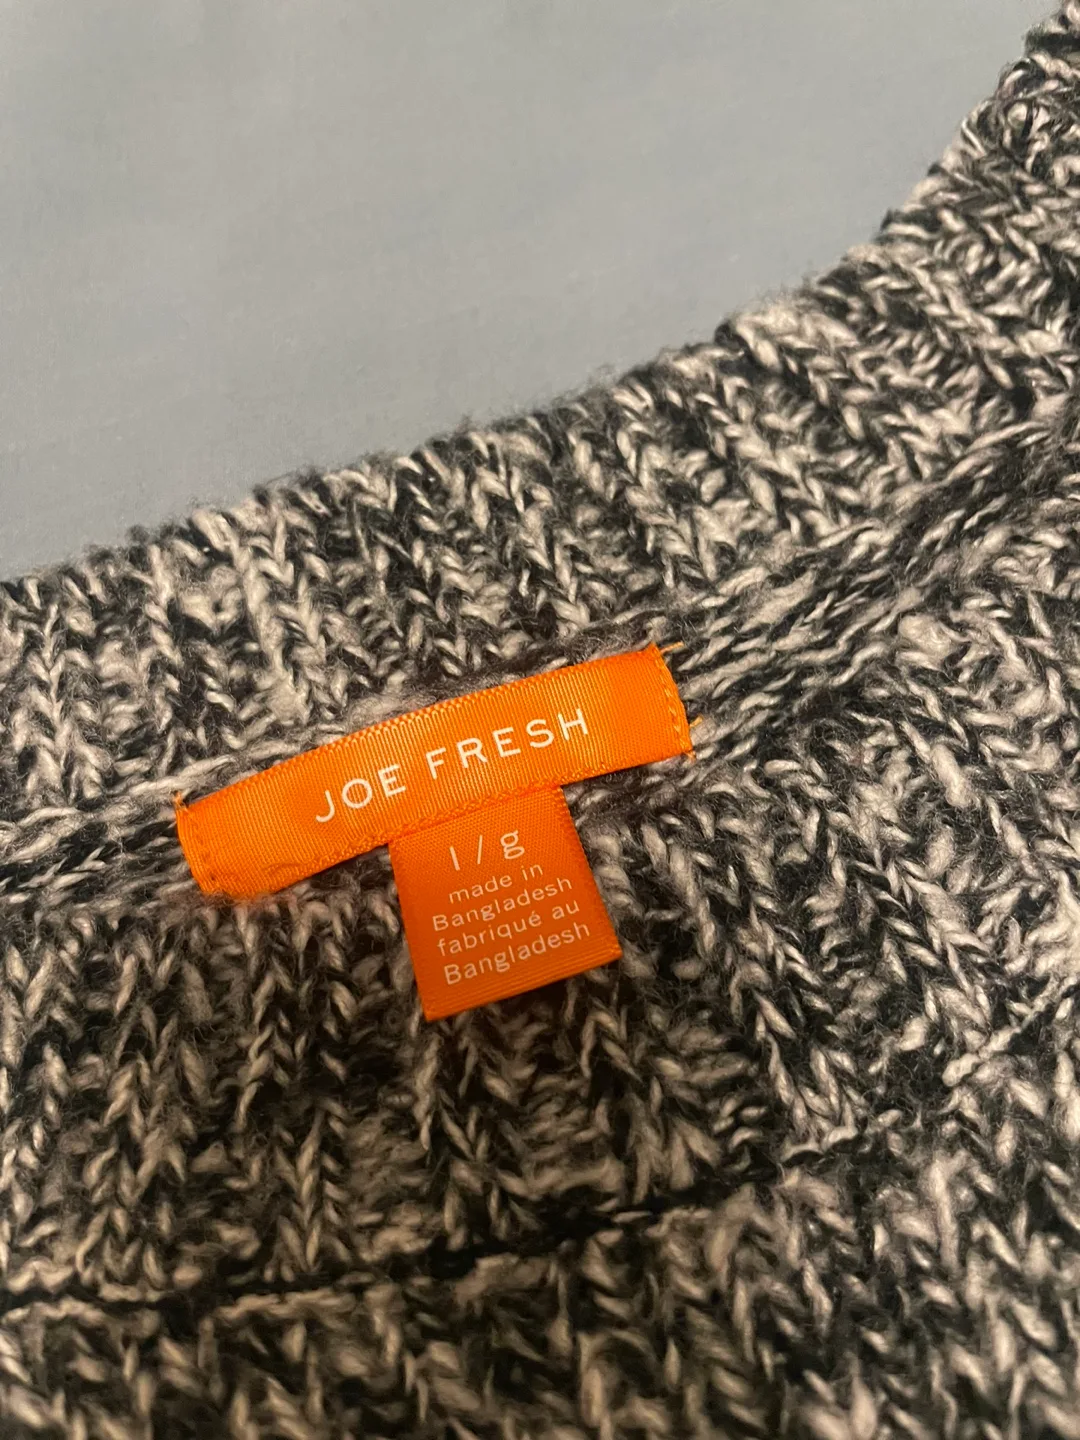 JOE FRESH
l / g
made in
Bangladesh
fabriqué au
Bangladesh